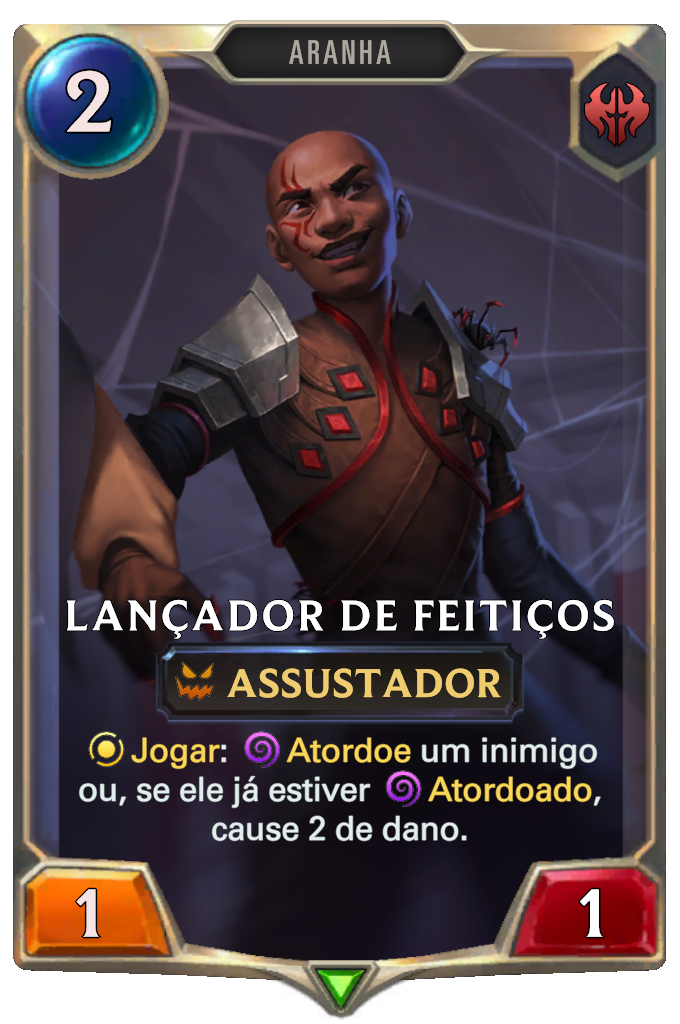 ARANHA
2
LANÇADOR DE FEITIÇOS
ASSUSTADOR
Jogar: Atordoe um inimigo
ou, se ele já estiver Atordoado,
cause 2 de dano.
1
1